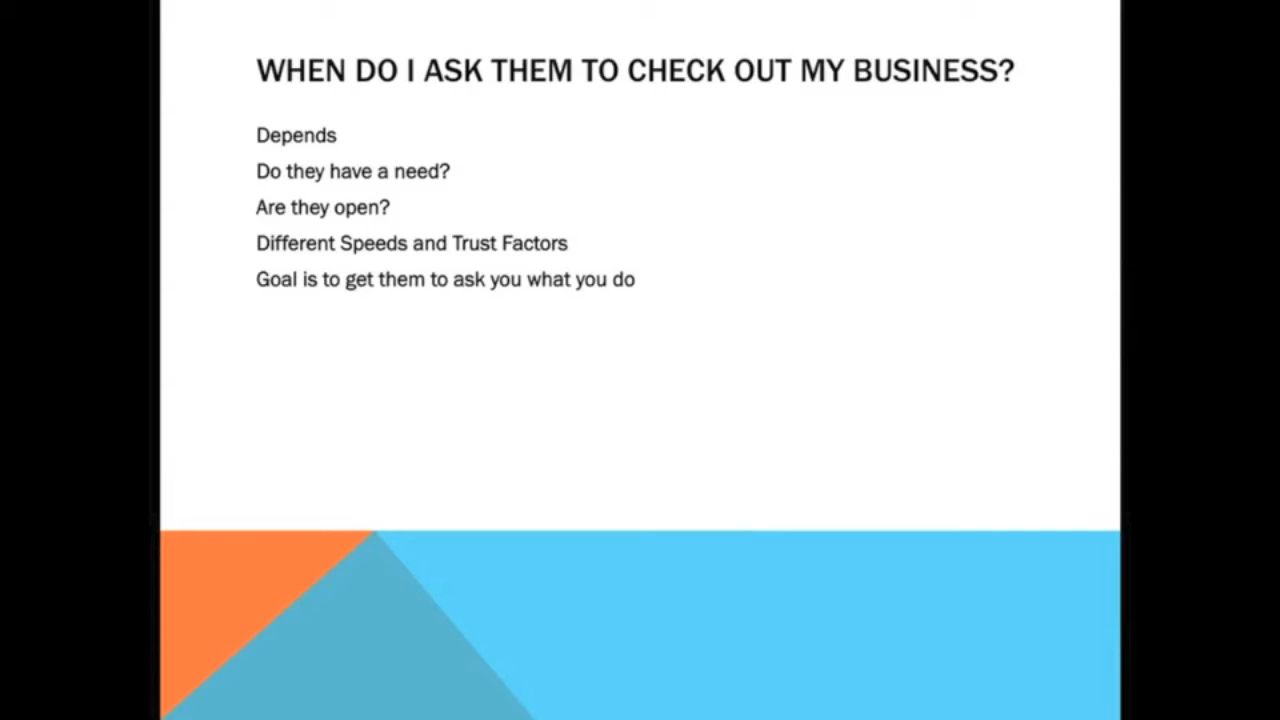 WHEN DO I ASK THEM TO CHECK OUT MY BUSINESS?
Depends
Do they have a need?
Are they open?
Different Speeds and Trust Factors
Goal is to get them to ask you what you do